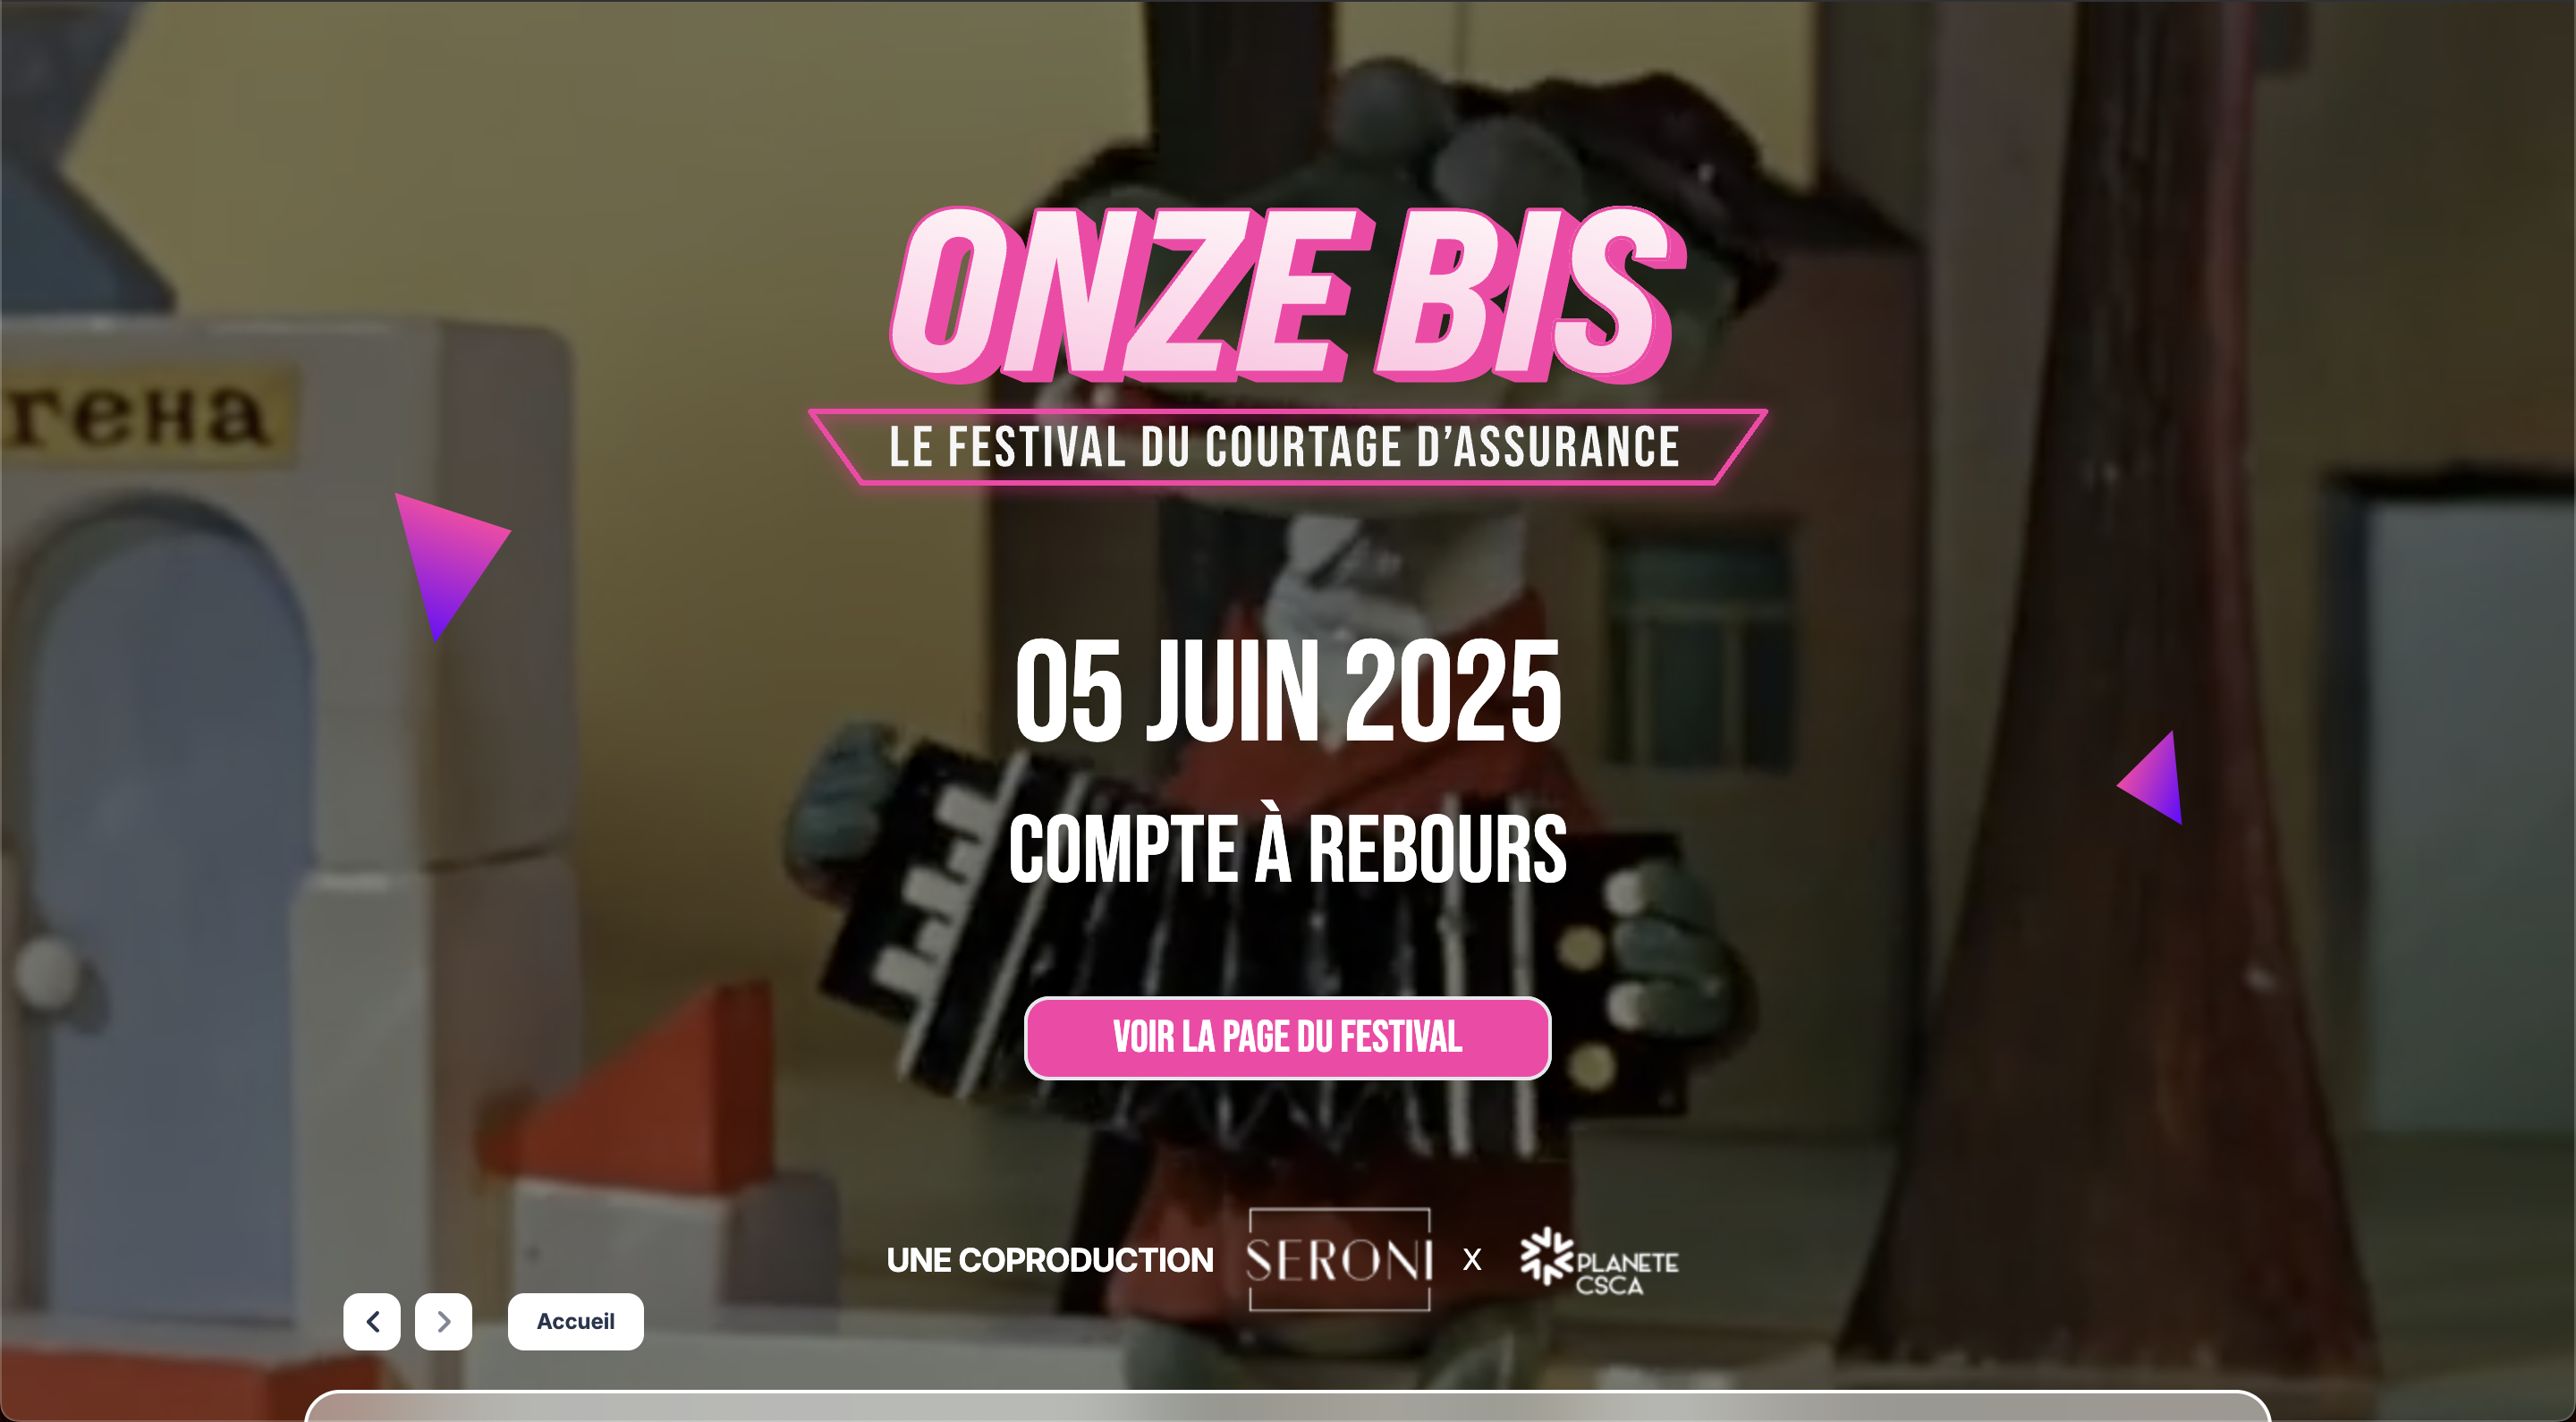 ONZE BIS
LE FESTIVAL DU COURTAGE D’ASSURANCE
гена
05 JUIN 2025
COMPTE À REBOURS
VOIR LA PAGE DU FESTIVAL
UNE COPRODUCTION SERONI X PLANETE CSCA
Accueil